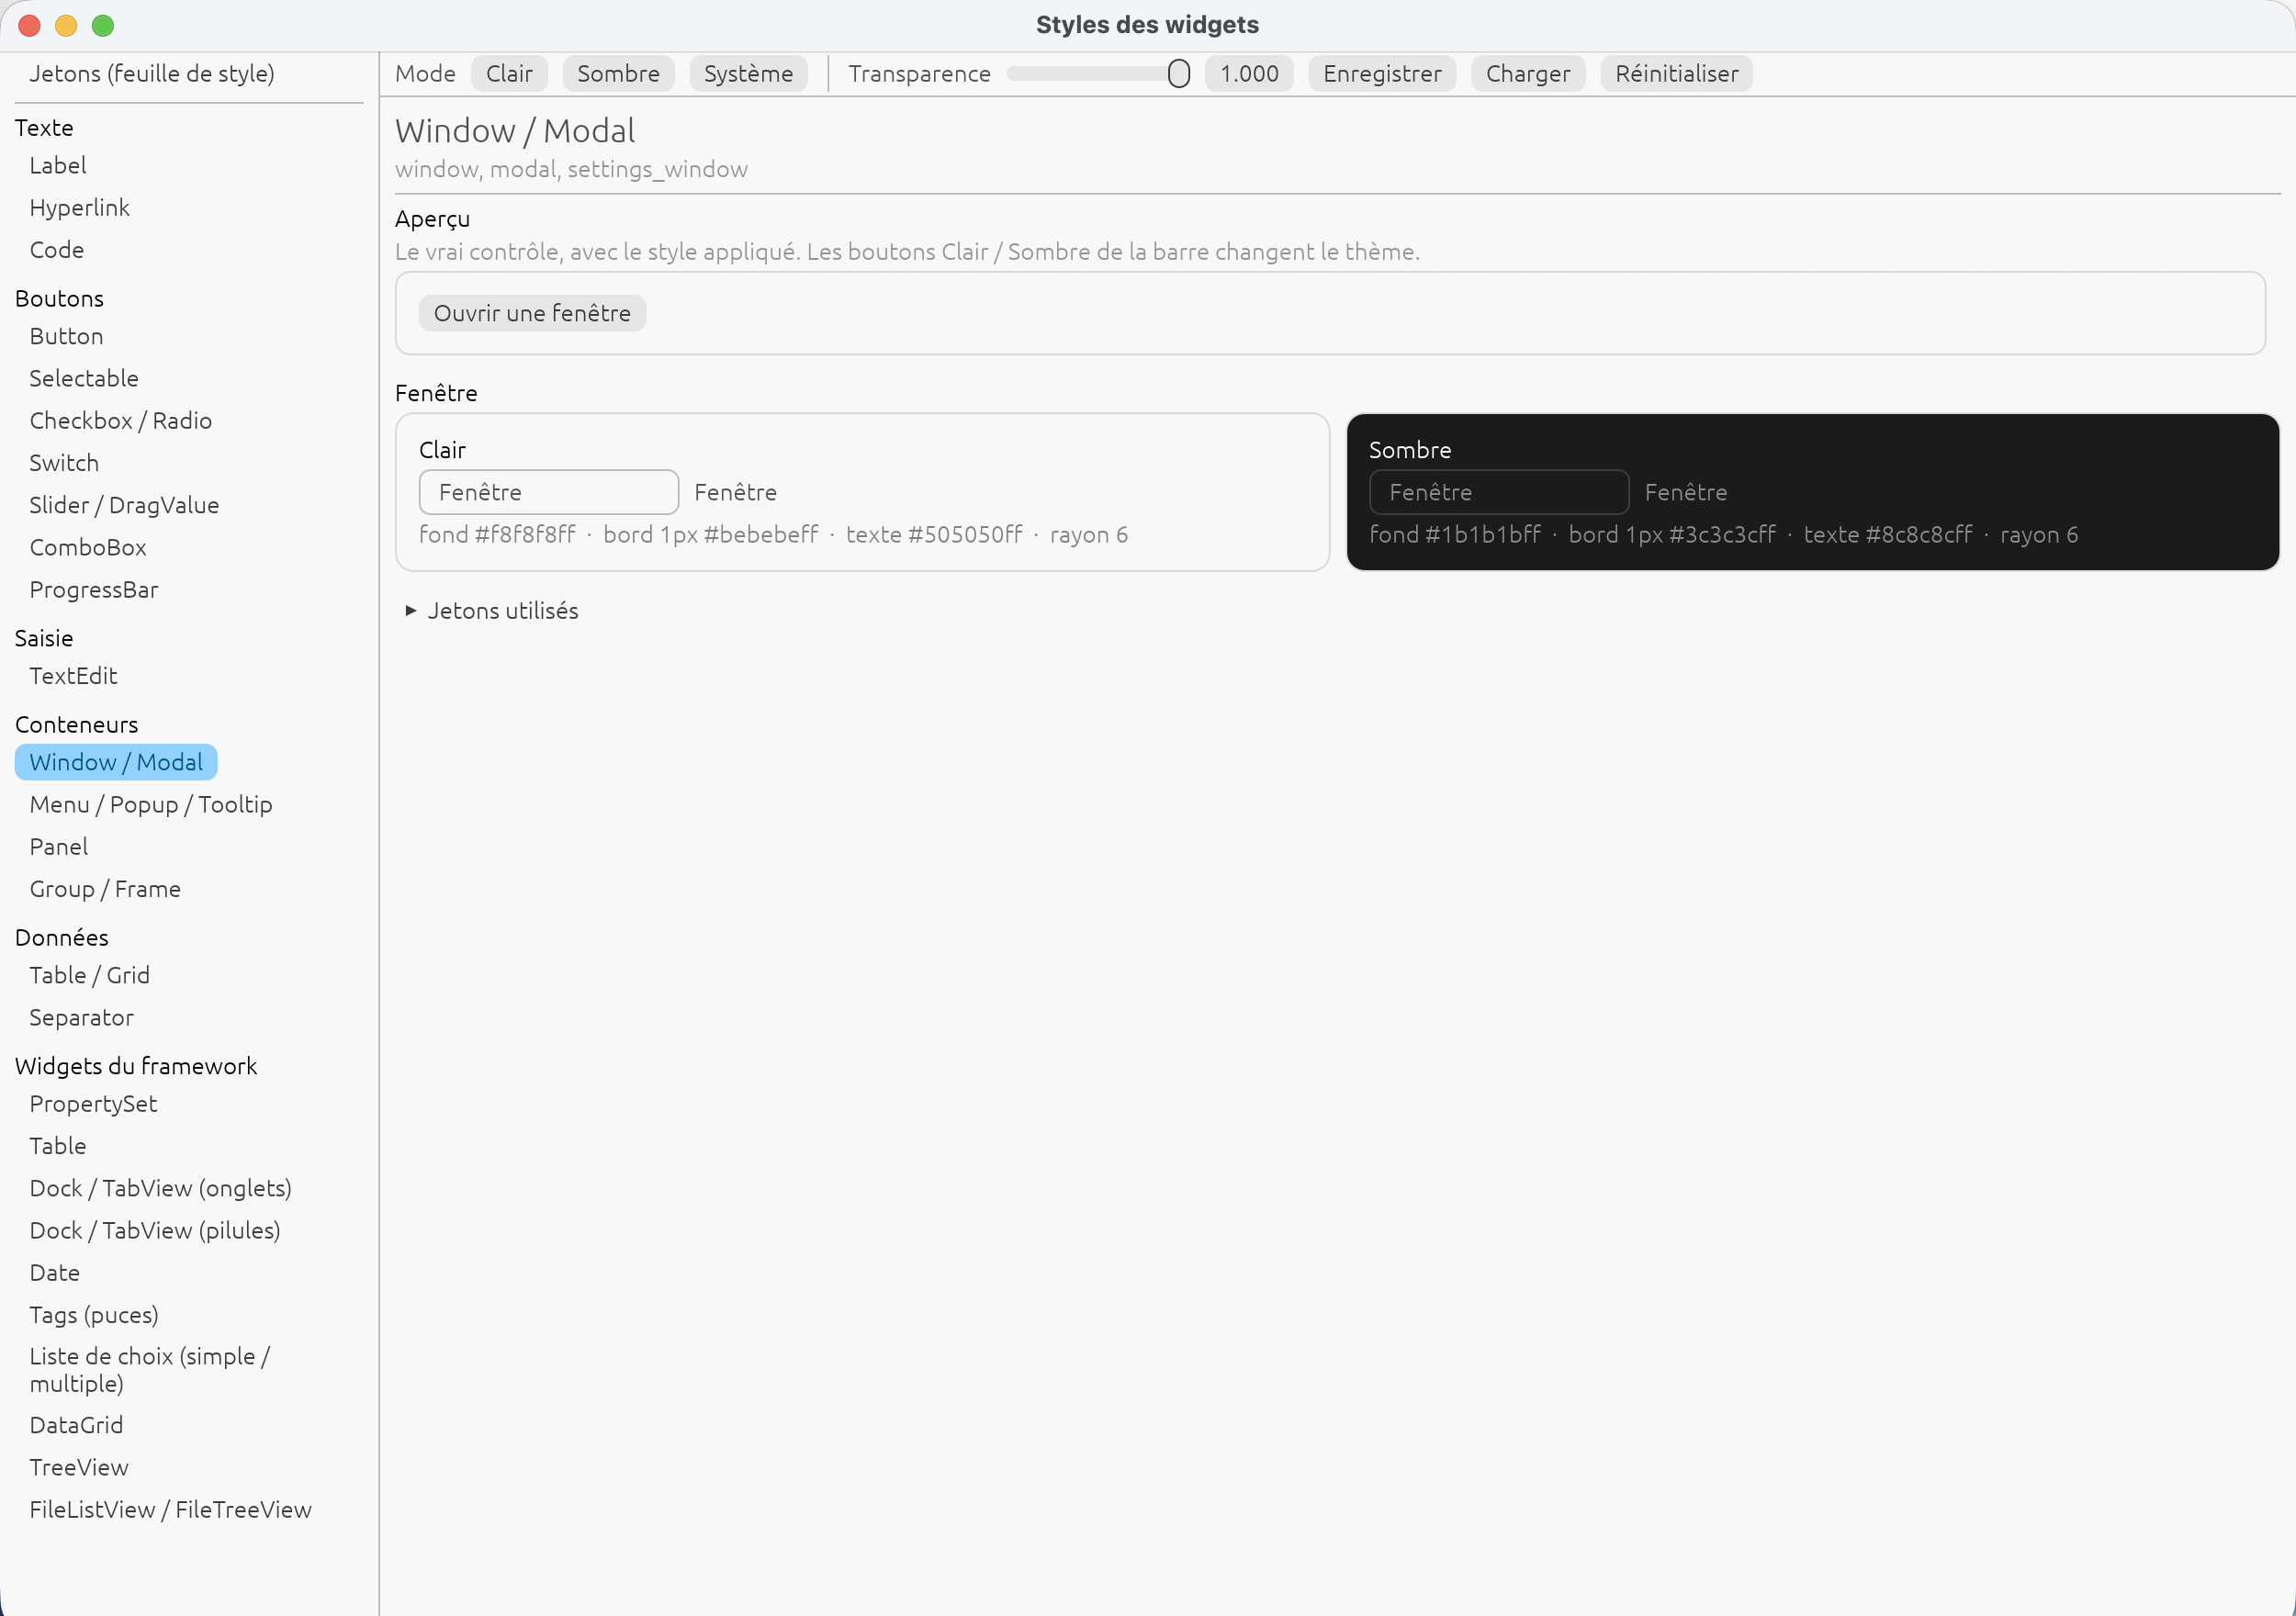 Styles des widgets
Jetons (feuille de style)
Texte
Label
Hyperlink
Code
Boutons
Button
Selectable
Checkbox / Radio
Switch
Slider / DragValue
ComboBox
ProgressBar
Saisie
TextEdit
Conteneurs
Window / Modal
Menu / Popup / Tooltip
Panel
Group / Frame
Données
Table / Grid
Separator
Widgets du framework
PropertySet
Table
Dock / TabView (onglets)
Dock / TabView (pilules)
Date
Tags (puces)
Liste de choix (simple /
multiple)
DataGrid
TreeView
FileListView / FileTreeView
Mode Clair Sombre Système Transparence 1.000 Enregistrer Charger Réinitialiser
Window / Modal
window, modal, settings_window
Aperçu
Le vrai contrôle, avec le style appliqué. Les boutons Clair / Sombre de la barre changent le thème.
Ouvrir une fenêtre
Fenêtre
Clair
Fenêtre Fenêtre
fond #f8f8f8ff · bord 1px #bebebeff · texte #505050ff · rayon 6
Sombre
Fenêtre Fenêtre
fond #1b1b1bff · bord 1px #3c3c3cff · texte #8c8c8cff · rayon 6
Jetons utilisés